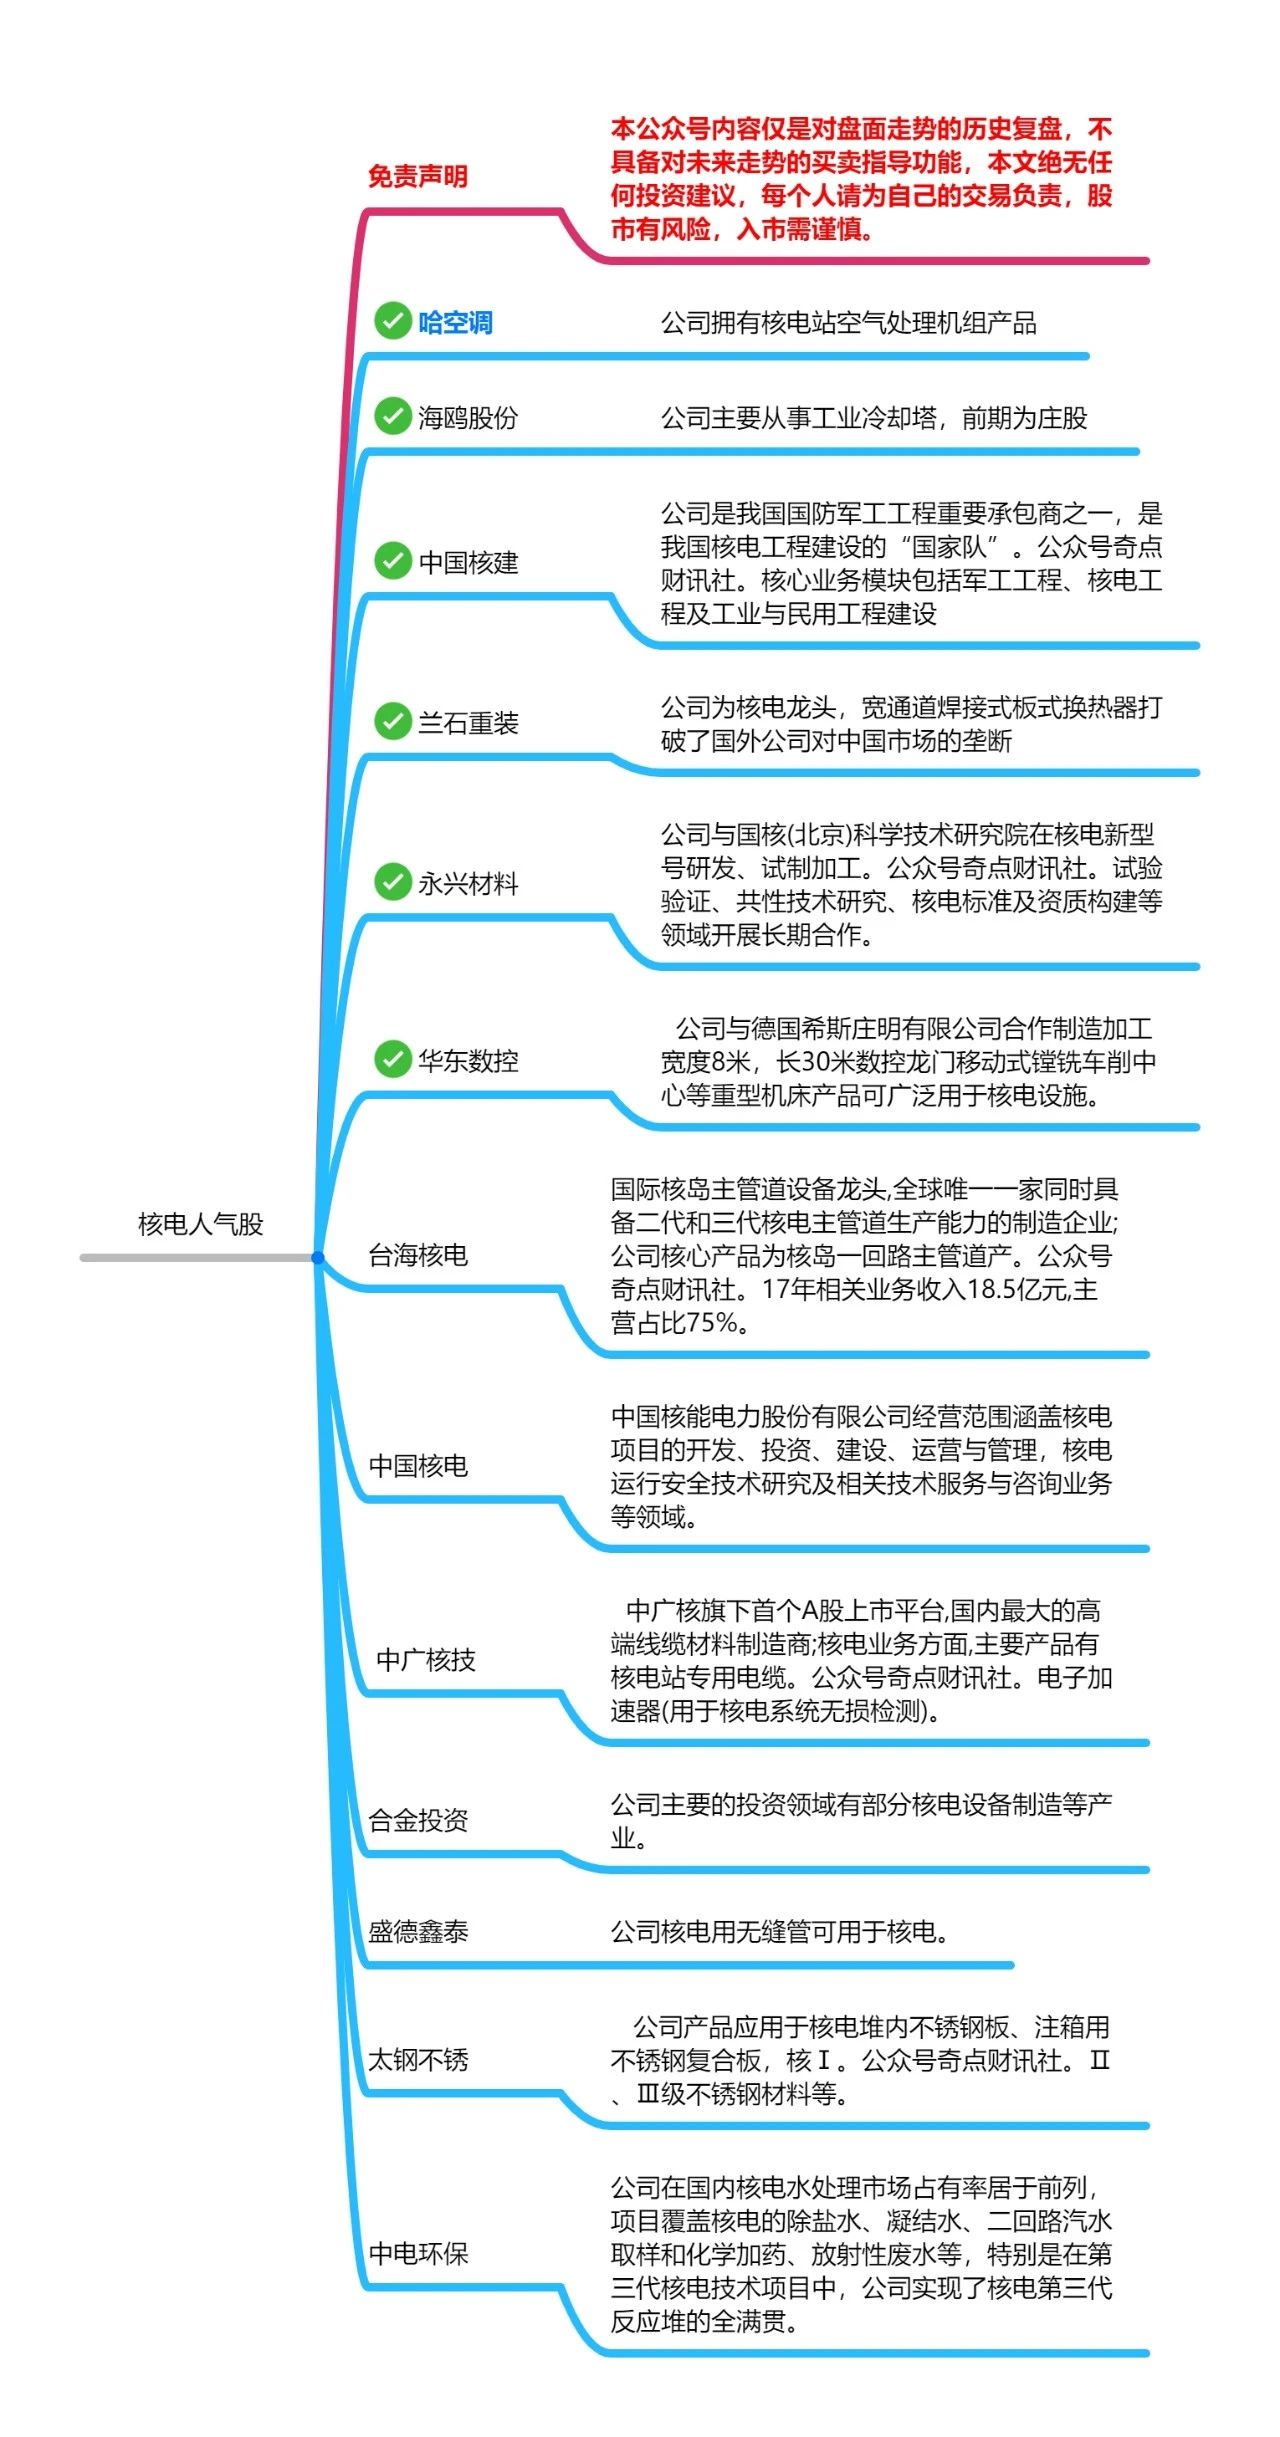 本公众号内容仅是对盘面走势的历史复盘，不
具备对未来走势的买卖指导功能，本文绝无任
何投资建议，每个人请为自己的交易负责，股
市有风险，入市需谨慎。
免责声明
哈空调
公司拥有核电站空气处理机组产品
海鸥股份
公司主要从事工业冷却塔，前期为庄股
中国核建
公司是我国国防军工工程重要承包商之一，是
我国核电工程建设的“国家队”。公众号奇点
财讯社。核心业务模块包括军工工程、核电工
程及工业与民用工程建设
兰石重装
公司为核电龙头，宽通道焊接式板式换热器打
破了国外公司对中国市场的垄断
永兴材料
公司与国核(北京)科学技术研究院在核电新型
号研发、试制加工。公众号奇点财讯社。试验
验证、共性技术研究、核电标准及资质构建等
领域开展长期合作。
华东数控
公司与德国希斯庄明有限公司合作制造加工
宽度8米，长30米数控龙门移动式镗铣车削中
心等重型机床产品可广泛用于核电设施。
核电人气股
台海核电
国际核岛主管道设备龙头,全球唯一一家同时具
备二代和三代核电主管道生产能力的制造企业;
公司核心产品为核岛一回路主管道产。公众号
奇点财讯社。17年相关业务收入18.5亿元,主
营占比75%。
中国核电
中国核能电力股份有限公司经营范围涵盖核电
项目的开发、投资、建设、运营与管理，核电
运行安全技术研究及相关技术服务与咨询业务
等领域。
中广核技
中广核旗下首个A股上市平台,国内最大的高
端线缆材料制造商;核电业务方面,主要产品有
核电站专用电缆。公众号奇点财讯社。电子加
速器(用于核电系统无损检测)。
合金投资
公司主要的投资领域有部分核电设备制造等产
业。
盛德鑫泰
公司核电用无缝管可用于核电。
太钢不锈
公司产品应用于核电堆内不锈钢板、注箱用
不锈钢复合板，核Ⅰ。公众号奇点财讯社。Ⅱ
、Ⅲ级不锈钢材料等。
中电环保
公司在国内核电水处理市场占有率居于前列，
项目覆盖核电的除盐水、凝结水、二回路汽水
取样和化学加药、放射性废水等，特别是在第
三代核电技术项目中，公司实现了核电第三代
反应堆的全满贯。